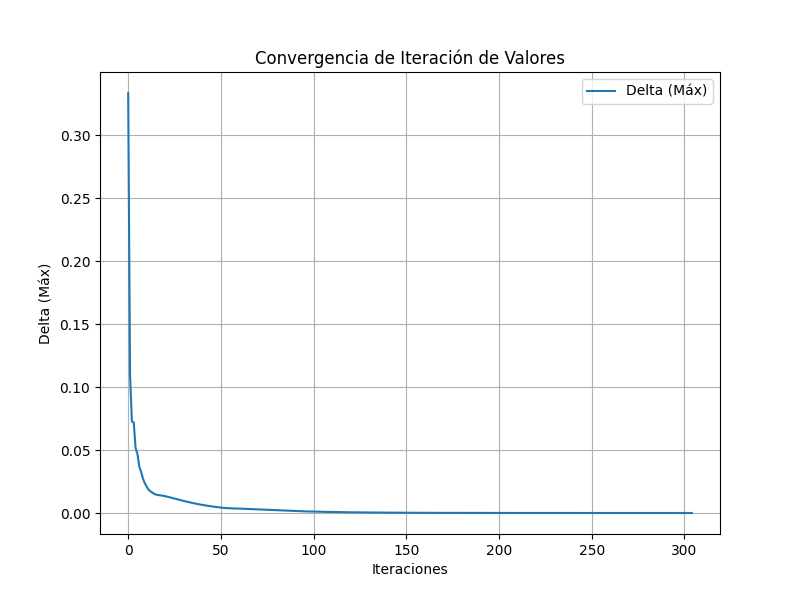 Convergencia de Iteración de Valores
Delta (Máx)
0.30
0.25
0.20
0.15
0.10
0.05
0.00
Delta (Máx)
0 50 100 150 200 250 300
Iteraciones